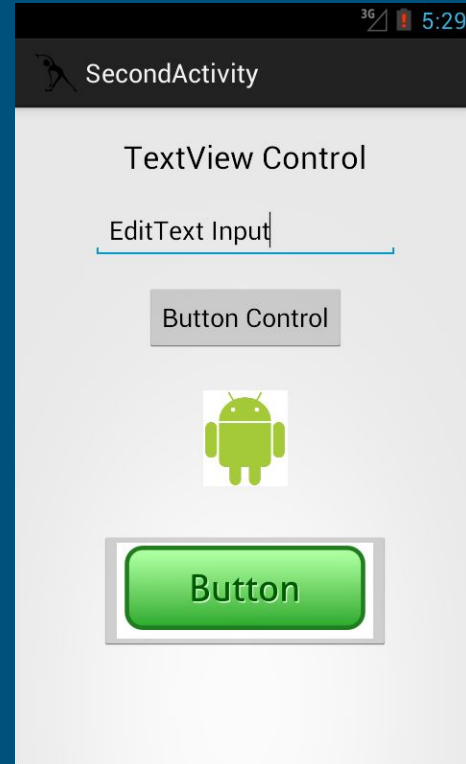 3G 5:29
SecondActivity
TextView Control
EditText Input
Button Control
Button